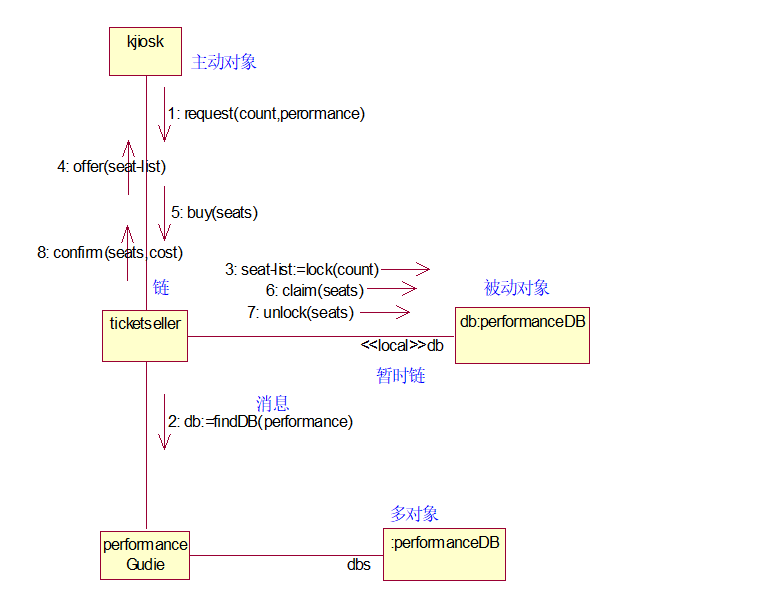 kjiosk
主动对象
1: request(count,perormance)
4: offer(seat-list)
5: buy(seats)
8: confirm(seats,cost)
3: seat-list:=lock(count)
链
6: claim(seats)
被动对象
7: unlock(seats)
ticketseller
db:performanceDB
<<local>>db
暂时链
消息
2: db:=findDB(performance)
多对象
performance
Gudie
:performanceDB
dbs